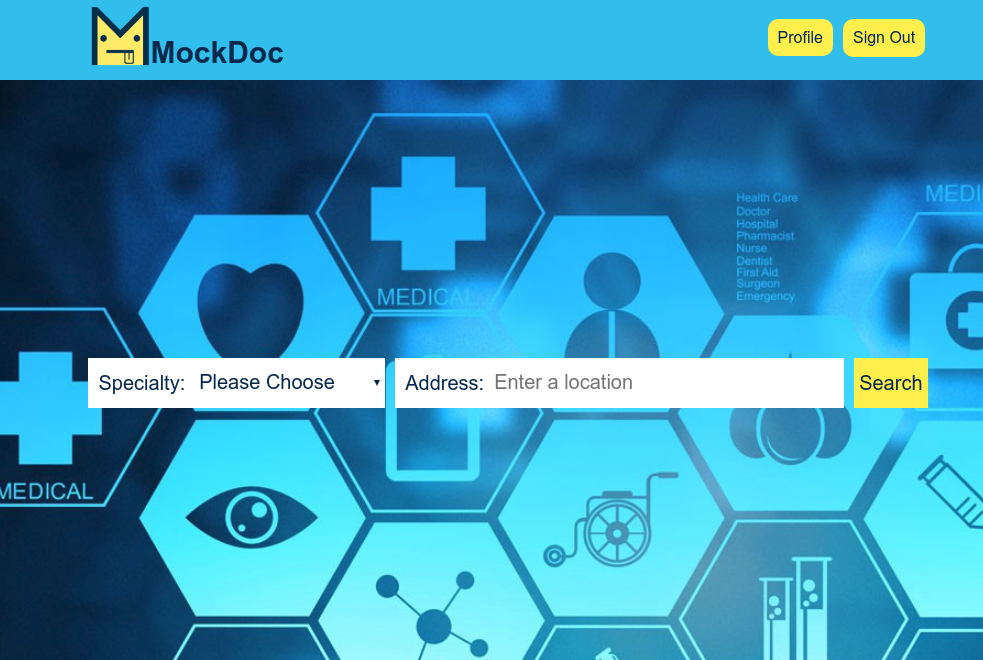 MockDoc
Profile
Sign Out
Health Care
Doctor
Hospital
Pharmacist
Nurse
Dentist
First Aid
Surgeon
Emergency
MEDI
MEDICAL
Specialty: Please Choose
Address: Enter a location
Search
MEDICAL